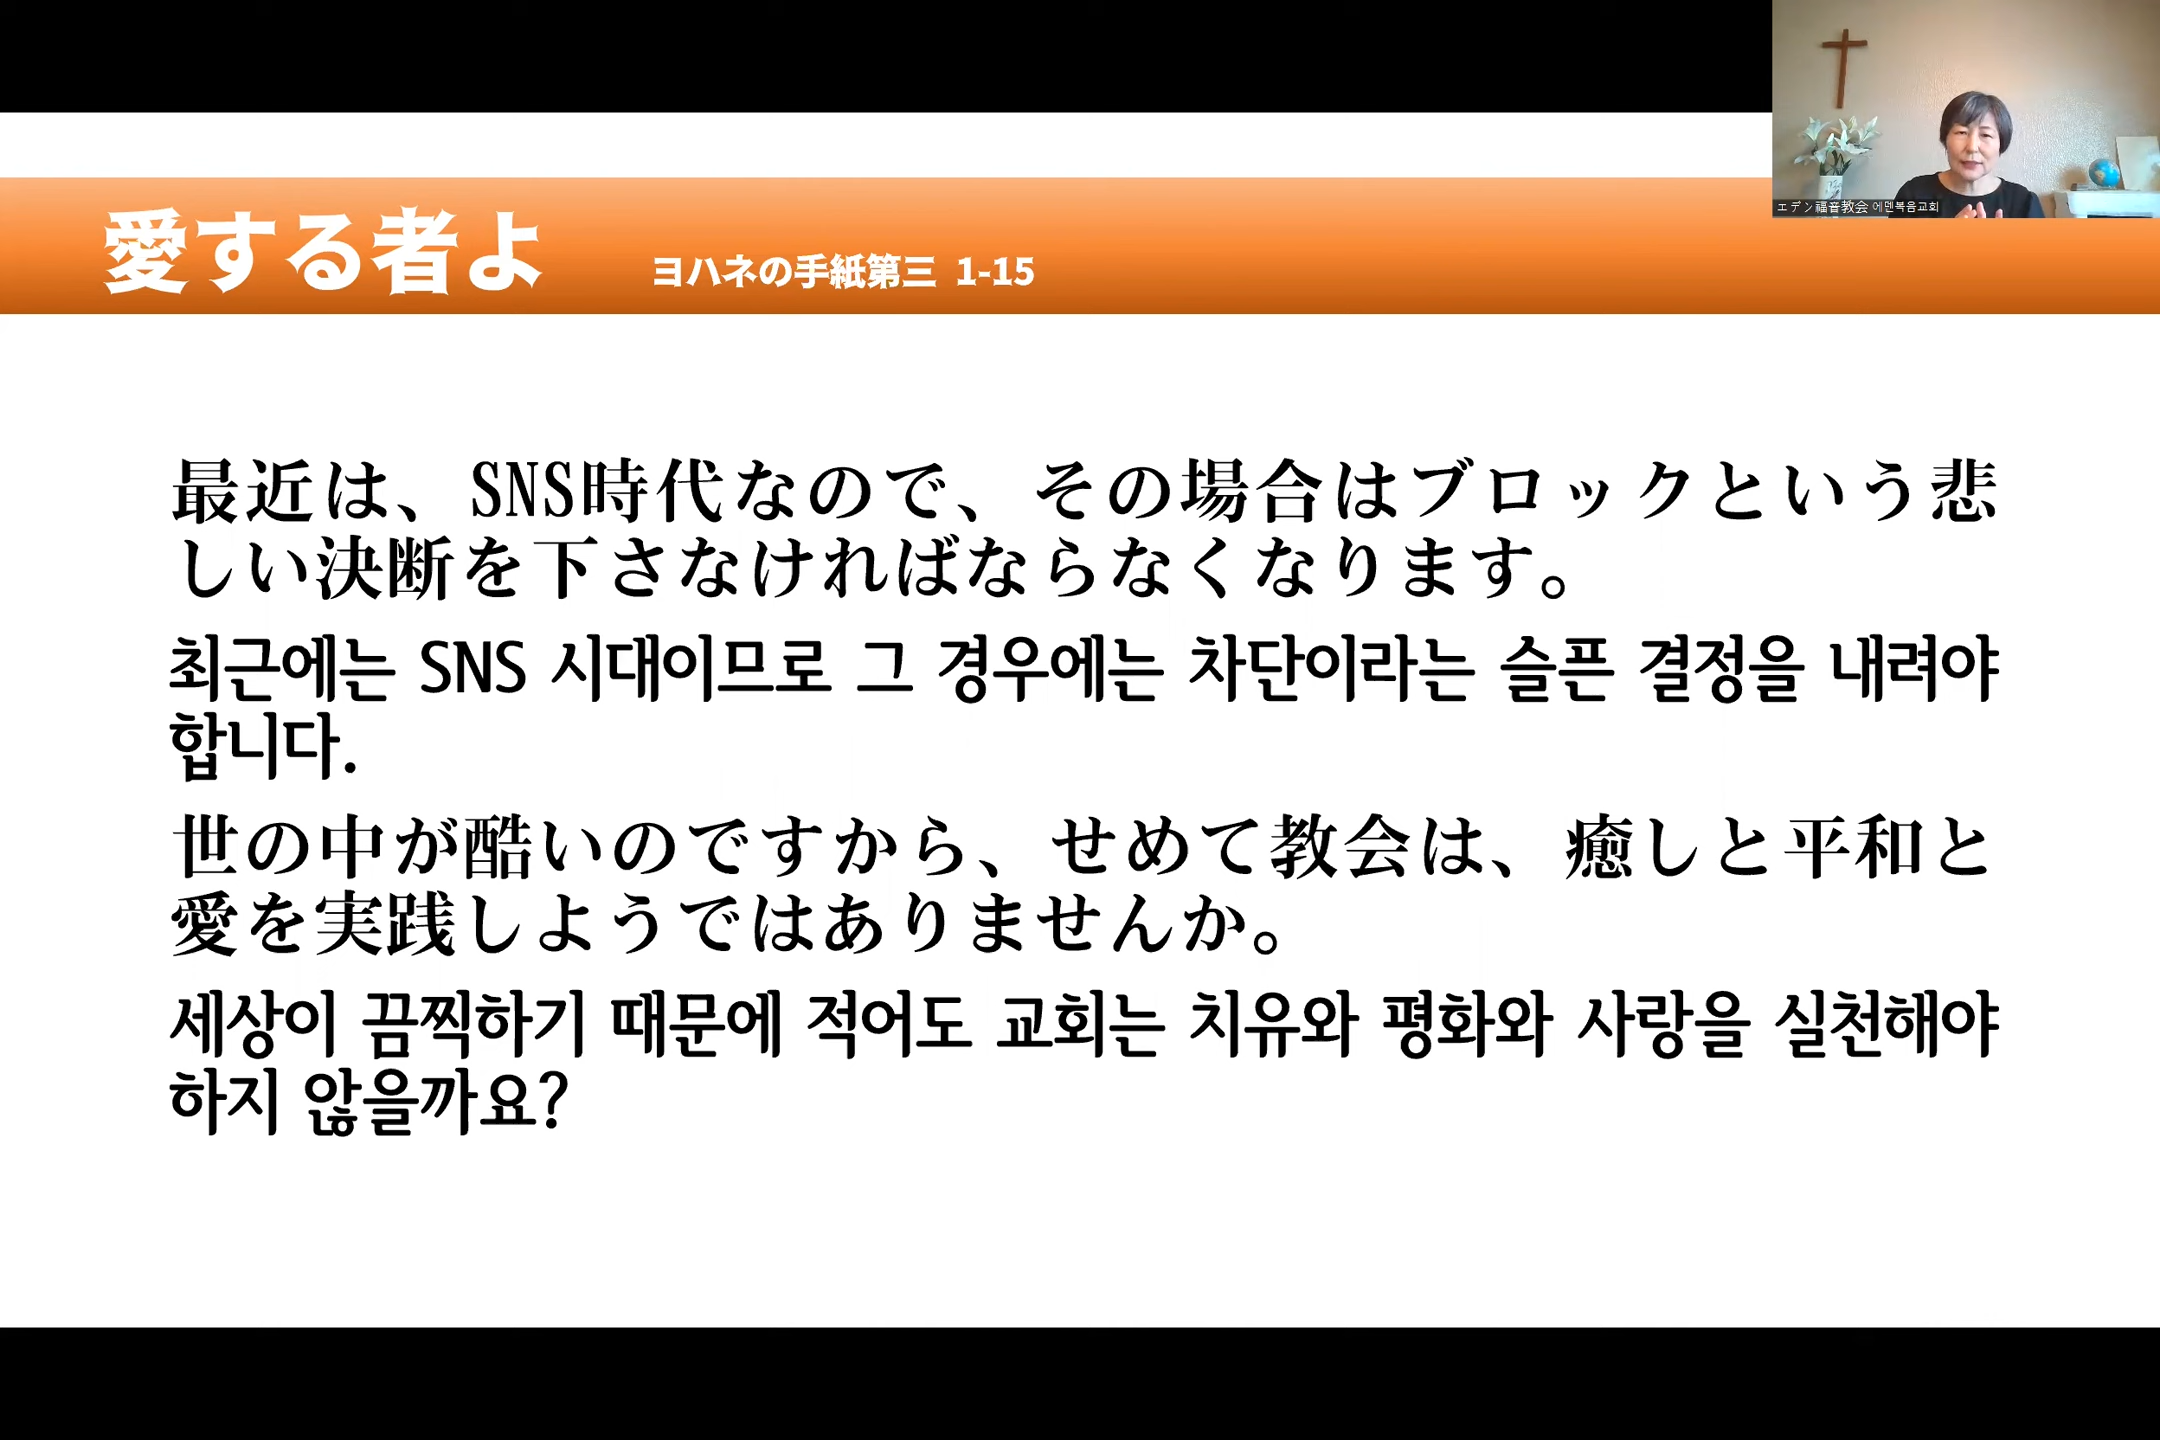 エデン福音教会 에덴복음교회
愛する者よ ヨハネの手紙第三 1-15
最近は、SNS時代なので、その場合はブロックという悲
しい決断を下さなければならなくなります。
최근에는 SNS 시대이므로 그 경우에는 차단이라는 슬픈 결정을 내려야
합니다.
世の中が酷いのですから、せめて教会は、癒しと平和と
愛を実践しようではありませんか。
세상이 끔찍하기 때문에 적어도 교회는 치유와 평화와 사랑을 실천해야
하지 않을까요?